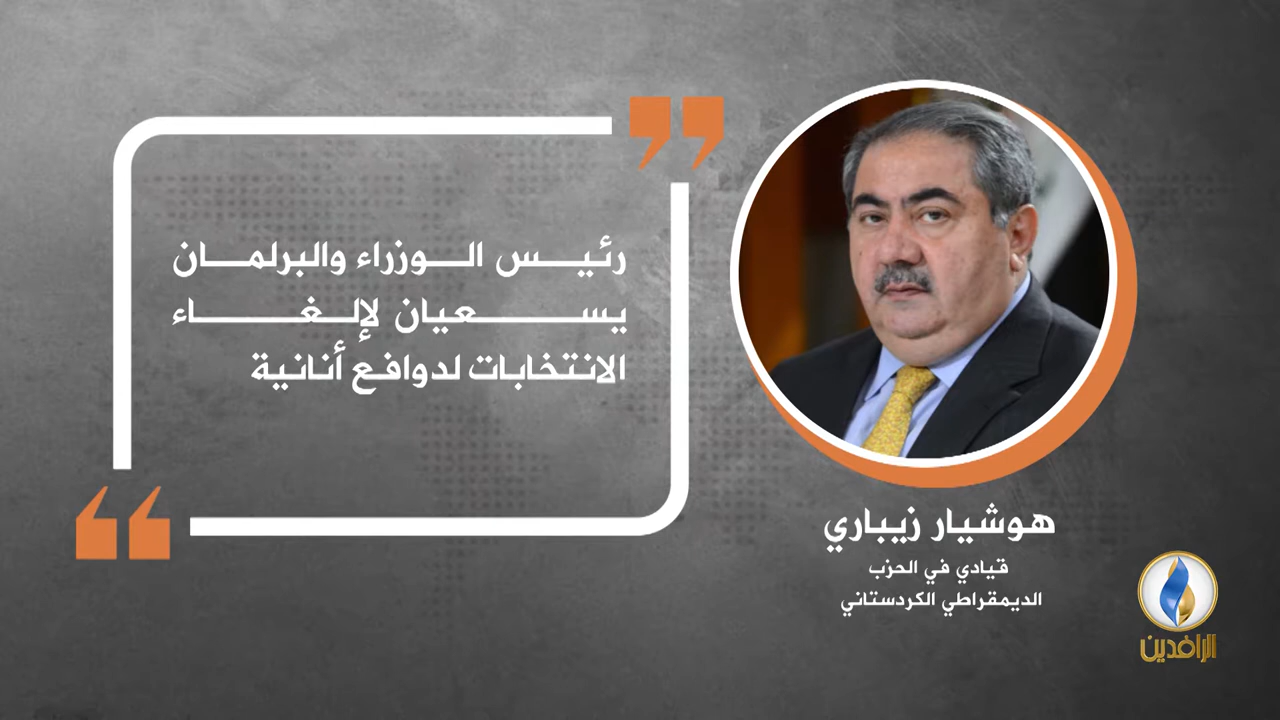 رئيس الوزراء والبرلمان
يسعيان لإلغاء
الانتخابات لدوافع أنانية
هوشيار زيباري
قيادي في الحزب
الديمقراطي الكردستاني
الرافدين